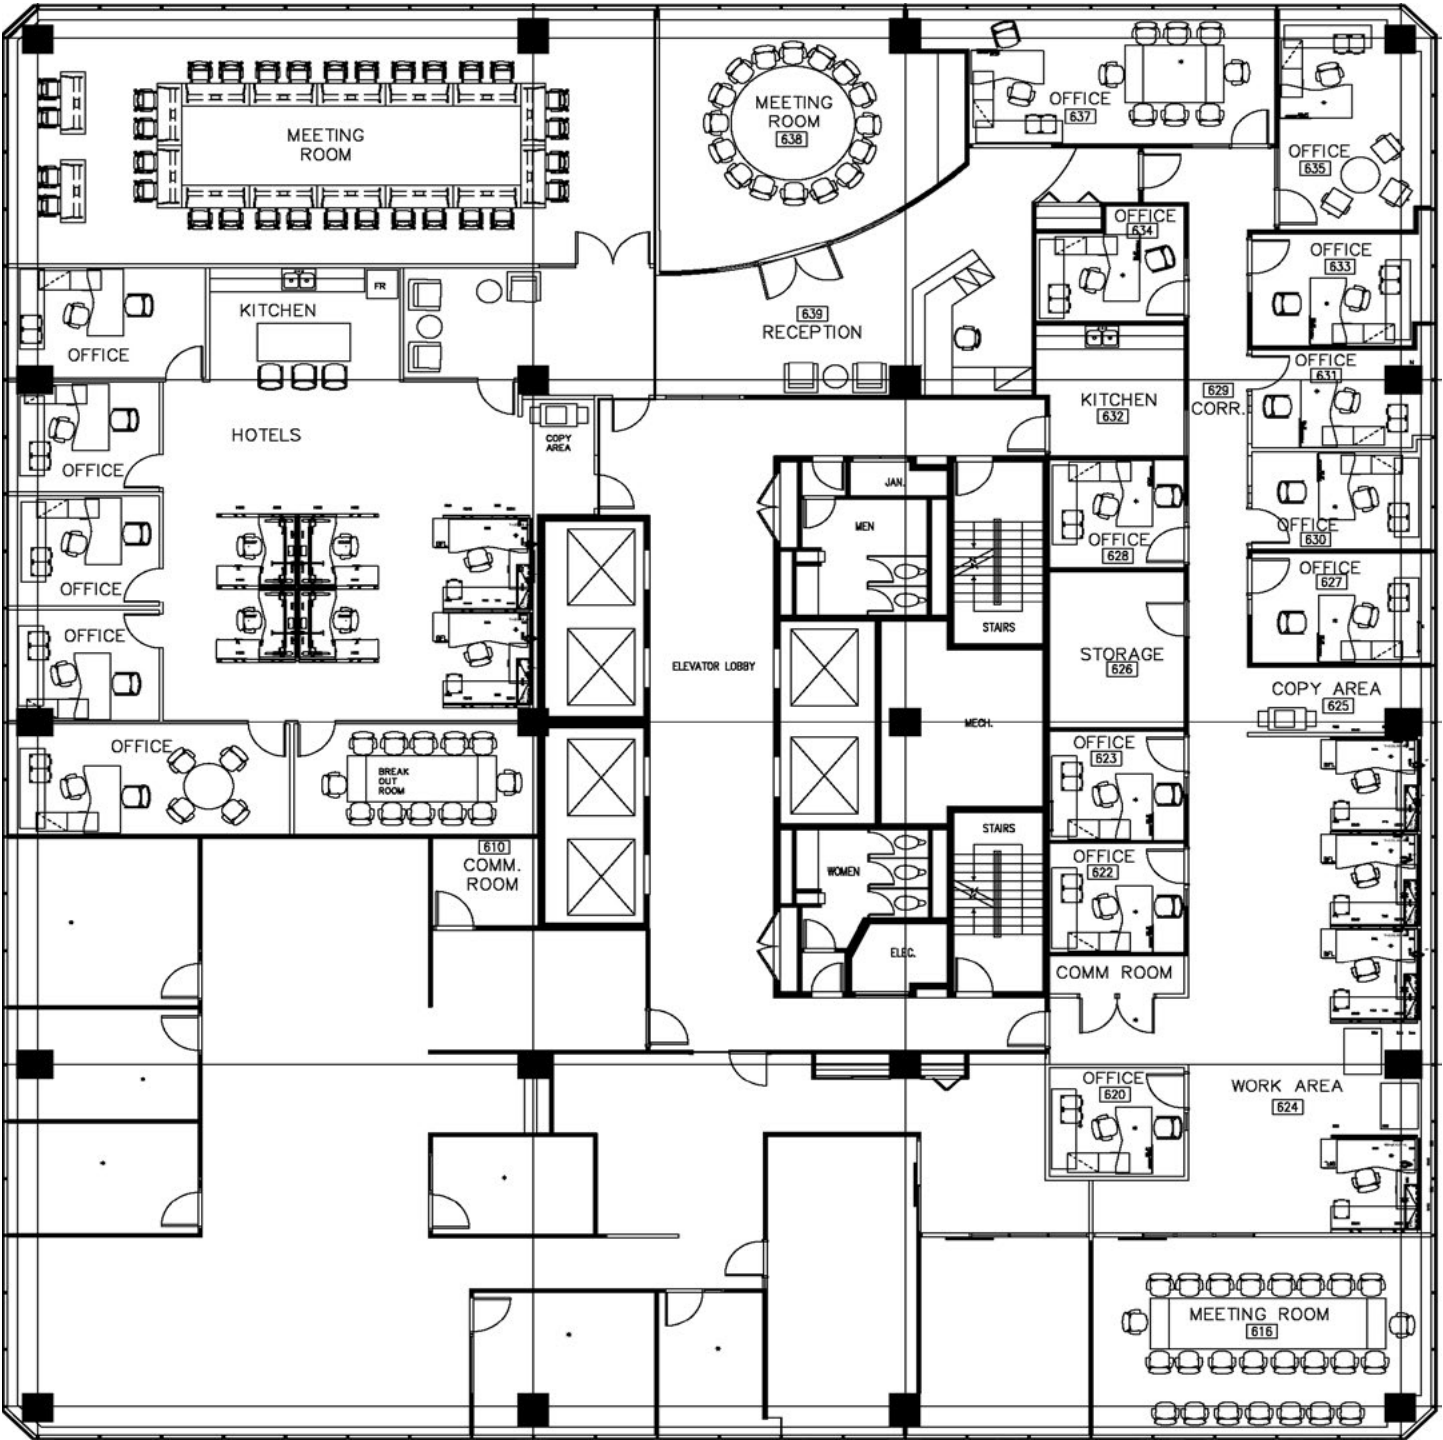 MEETING
ROOM
MEETING
ROOM
638
OFFICE
637
OFFICE
635
OFFICE
634
OFFICE
633
639
RECEPTION
OFFICE
KITCHEN
FR
OFFICE
631
629
CORR.
KITCHEN
632
HOTELS
COPY
AREA
OFFICE
JAN.
MEN
OFFICE
628
OFFICE
630
OFFICE
627
OFFICE
OFFICE
STAIRS
ELEVATOR LOBBY
STORAGE
626
COPY AREA
625
MECH.
OFFICE
BREAK
OUT
ROOM
OFFICE
623
STAIRS
610
COMM.
ROOM
WOMEN
OFFICE
622
ELEC.
COMM ROOM
OFFICE
620
WORK AREA
624
MEETING ROOM
616